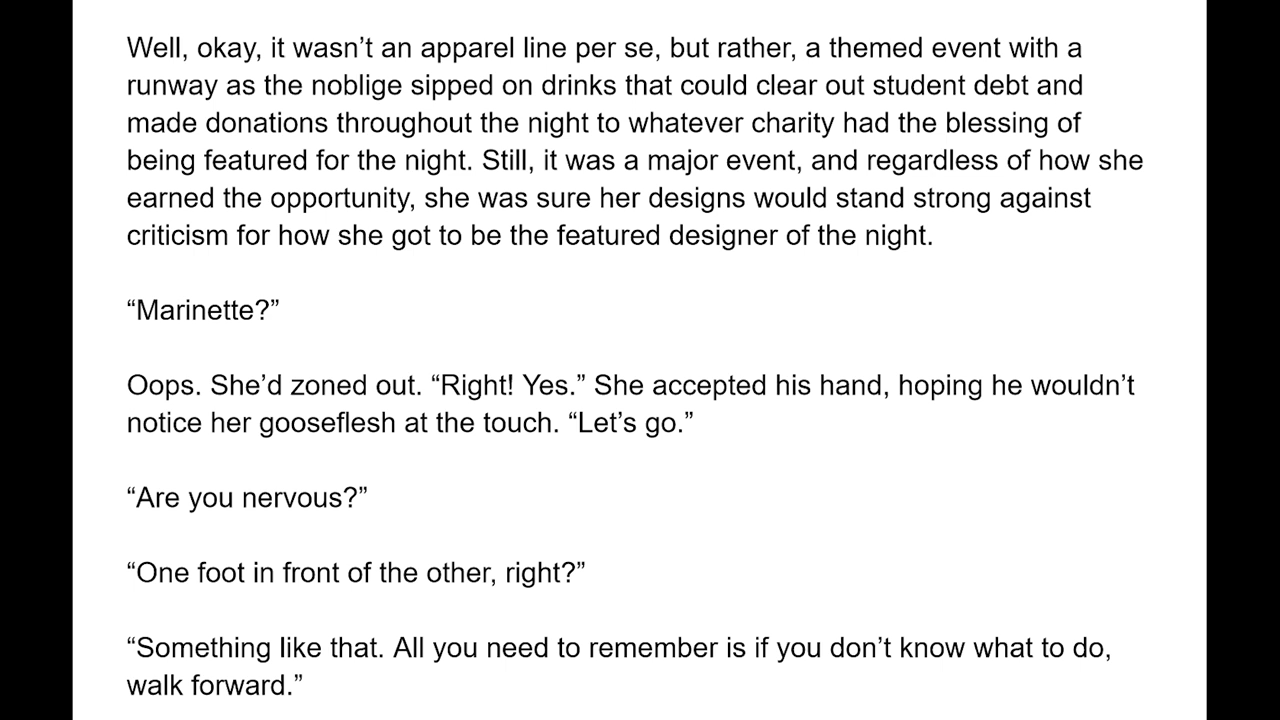 Well, okay, it wasn’t an apparel line per se, but rather, a themed event with a
runway as the noblige sipped on drinks that could clear out student debt and
made donations throughout the night to whatever charity had the blessing of
being featured for the night. Still, it was a major event, and regardless of how she
earned the opportunity, she was sure her designs would stand strong against
criticism for how she got to be the featured designer of the night.
“Marinette?”
Oops. She’d zoned out. “Right! Yes.” She accepted his hand, hoping he wouldn’t
notice her gooseflesh at the touch. “Let’s go.”
“Are you nervous?”
“One foot in front of the other, right?”
“Something like that. All you need to remember is if you don’t know what to do,
walk forward.”